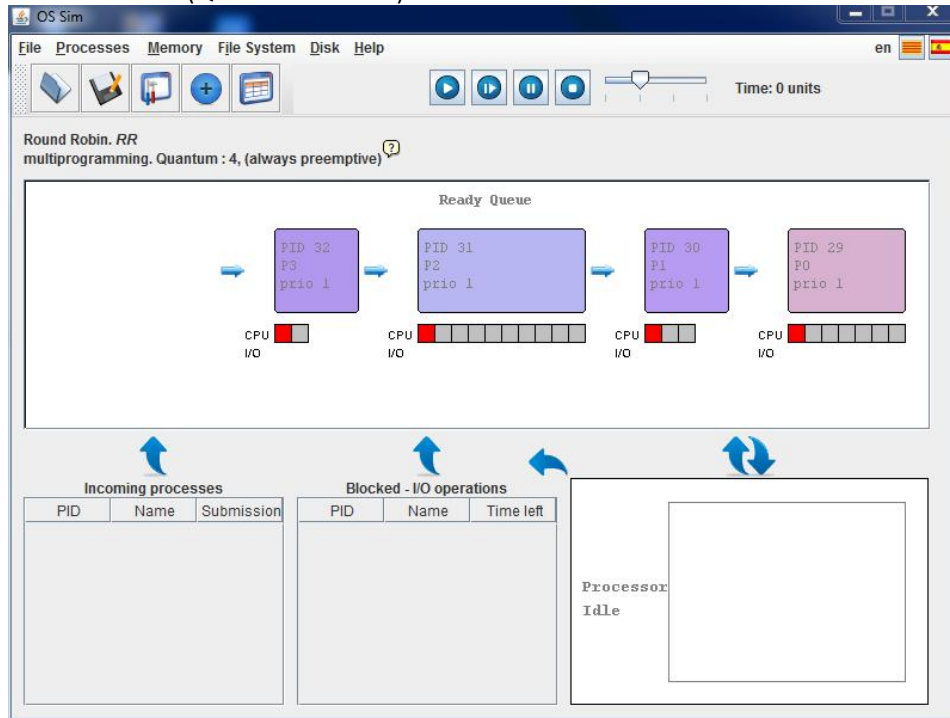 OS Sim
File Processes Memory File System Disk Help en
Time: 0 units
Round Robin. RR
multiprogramming. Quantum : 4, (always preemptive) ?
Ready Queue
PID 32
P3
prio 1
CPU
I/O
PID 31
P2
prio 1
CPU
I/O
PID 30
P1
prio 1
CPU
I/O
PID 29
P0
prio 1
CPU
I/O
Incoming processes
PID Name Submission
Blocked - I/O operations
PID Name Time left
Processor
Idle